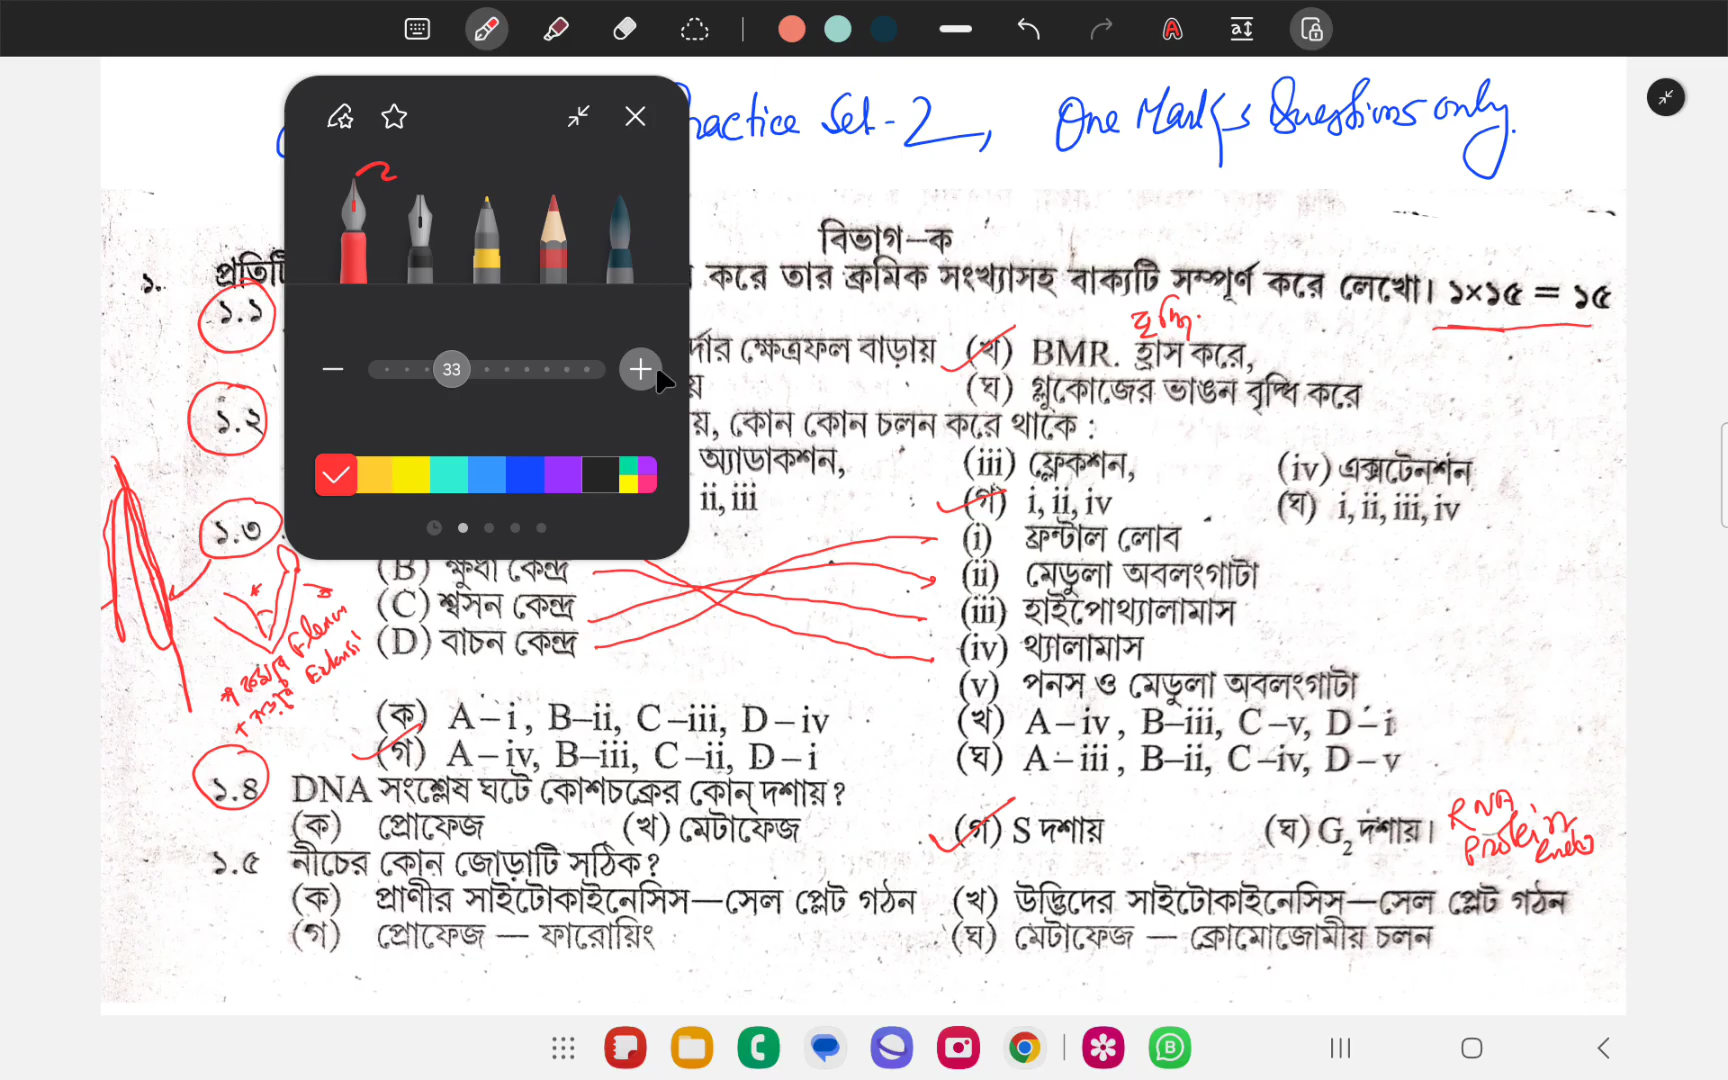 ractice Set-2, One Marks Questions only.
বিভাগ–ক
১. প্রতিটি করে তার ক্রমিক সংখ্যাসহ বাক্যটি সম্পূর্ণ করে লেখো। ১×১৫ = ১৫
১.১
বৃদ্ধি
র্দার ক্ষেত্রফল বাড়ায় (খ) BMR. হ্রাস করে,
33
য় (ঘ) গ্লুকোজের ভাঙন বৃদ্ধি করে
১.২ য়, কোন কোন চলন করে থাকে :
অ্যাডাকশন, (iii) ফ্লেকশন, (iv) এক্সটেনশন
ii, iii (গ) i, ii, iv (ঘ) i, ii, iii, iv
১.৩ (i) ফ্রন্টাল লোব
(B) ক্ষুধা কেন্দ্র (ii) মেডুলা অবলংগাটা
(C) শ্বসন কেন্দ্র (iii) হাইপোথ্যালামাস
(D) বাচন কেন্দ্র (iv) থ্যালামাস
(v) পনস ও মেডুলা অবলংগাটা
(ক) A–i, B–ii, C–iii, D–iv (খ) A–iv, B–iii, C–v, D–i
(গ) A–iv, B–iii, C–ii, D–i (ঘ) A–iii, B–ii, C–iv, D–v
১.৪ DNA সংশ্লেষ ঘটে কোশচক্রের কোন্ দশায়?
(ক) প্রোফেজ (খ) মেটাফেজ (গ) S দশায় (ঘ) G₂ দশায়।
RNA
Protein
১.৫ নীচের কোন জোড়াটি সঠিক?
(ক) প্রাণীর সাইটোকাইনেসিস—সেল প্লেট গঠন (খ) উদ্ভিদের সাইটোকাইনেসিস—সেল প্লেট গঠন
(গ) প্রোফেজ — ফারোয়িং (ঘ) মেটাফেজ — ক্রোমোজোমীয় চলন